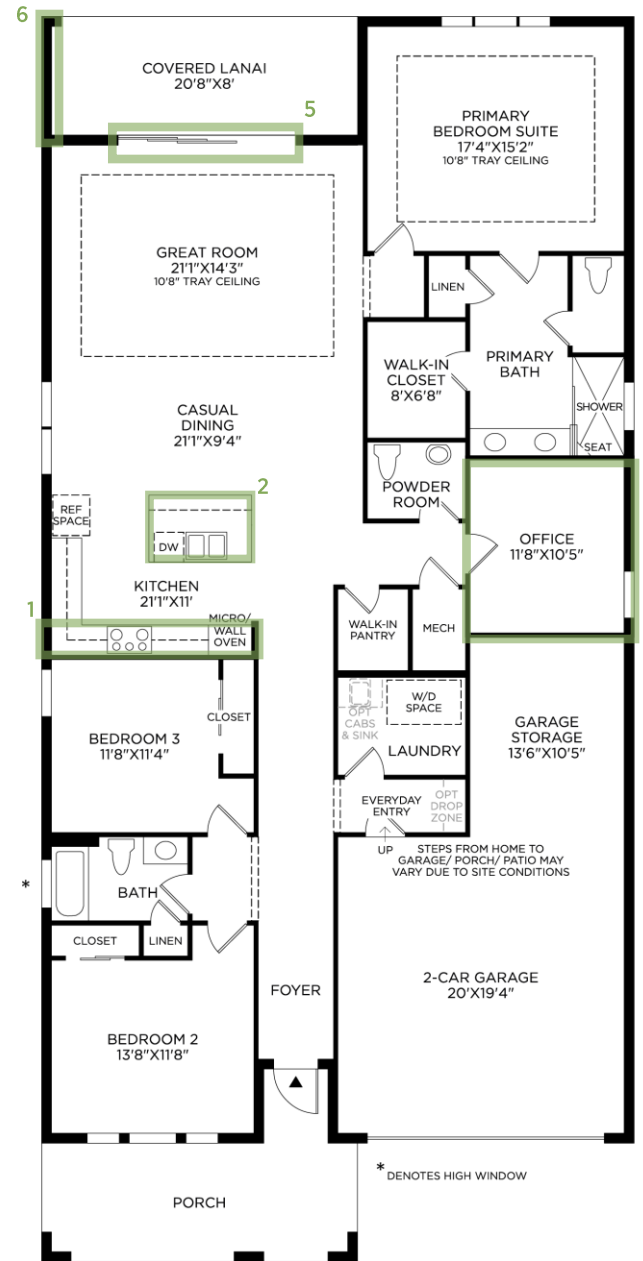 6
COVERED LANAI
20'8"X8'
5
PRIMARY
BEDROOM SUITE
17'4"X15'2"
10'8" TRAY CEILING
GREAT ROOM
21'1"X14'3"
10'8" TRAY CEILING
LINEN
WALK-IN
CLOSET
8'X6'8"
PRIMARY
BATH
SHOWER
SEAT
CASUAL
DINING
21'1"X9'4"
POWDER
ROOM
2
REF
SPACE
DW
OFFICE
11'8"X10'5"
KITCHEN
21'1"X11'
1
MICRO/
WALL
OVEN
WALK-IN
PANTRY
MECH
BEDROOM 3
11'8"X11'4"
CLOSET
OPT
CABS
& SINK
W/D
SPACE
LAUNDRY
GARAGE
STORAGE
13'6"X10'5"
EVERYDAY
ENTRY
OPT
DROP
ZONE
UP
STEPS FROM HOME TO
GARAGE/ PORCH/ PATIO MAY
VARY DUE TO SITE CONDITIONS
*
BATH
CLOSET
LINEN
FOYER
2-CAR GARAGE
20'X19'4"
BEDROOM 2
13'8"X11'8"
* DENOTES HIGH WINDOW
PORCH